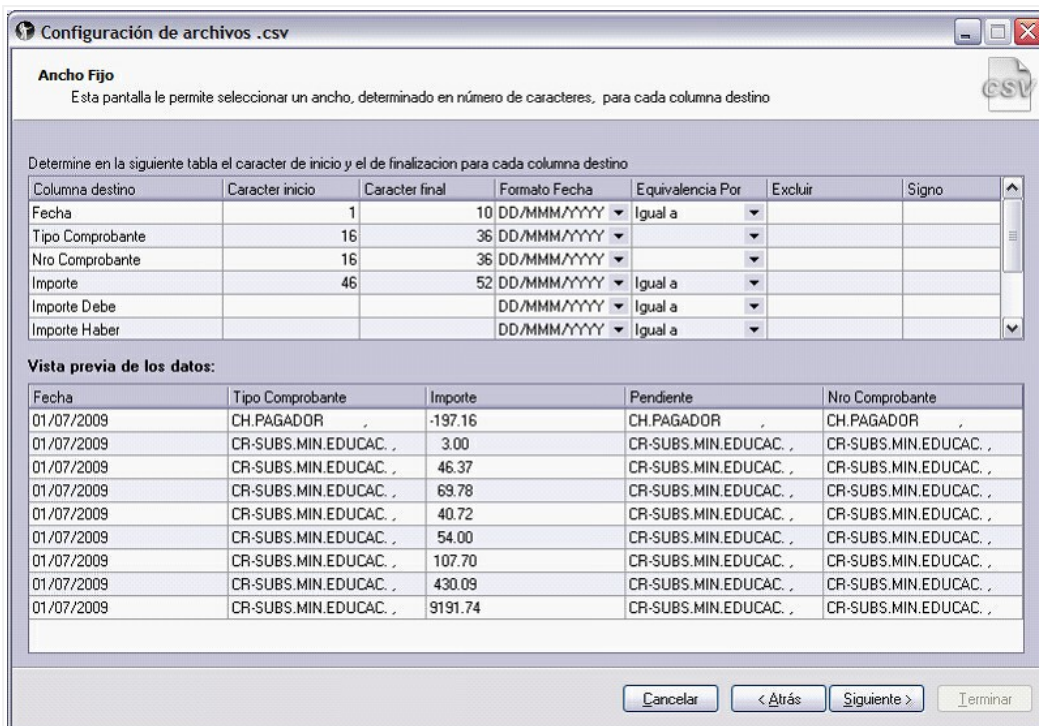 Configuración de archivos .csv
Ancho Fijo
Esta pantalla le permite seleccionar un ancho, determinado en número de caracteres, para cada columna destino
CSV
Determine en la siguiente tabla el caracter de inicio y el de finalizacion para cada columna destino
Columna destino Caracter inicio Caracter final Formato Fecha Equivalencia Por Excluir Signo
Fecha 1 10 DD/MMM/YYYY Igual a
Tipo Comprobante 16 36 DD/MMM/YYYY
Nro Comprobante 16 36 DD/MMM/YYYY
Importe 46 52 DD/MMM/YYYY Igual a
Importe Debe DD/MMM/YYYY Igual a
Importe Haber DD/MMM/YYYY Igual a
Vista previa de los datos:
Fecha Tipo Comprobante Importe Pendiente Nro Comprobante
01/07/2009 CH.PAGADOR , -197.16 CH.PAGADOR , CH.PAGADOR ,
01/07/2009 CR-SUBS.MIN.EDUCAC. , 3.00 CR-SUBS.MIN.EDUCAC. , CR-SUBS.MIN.EDUCAC. ,
01/07/2009 CR-SUBS.MIN.EDUCAC. , 46.37 CR-SUBS.MIN.EDUCAC. , CR-SUBS.MIN.EDUCAC. ,
01/07/2009 CR-SUBS.MIN.EDUCAC. , 69.78 CR-SUBS.MIN.EDUCAC. , CR-SUBS.MIN.EDUCAC. ,
01/07/2009 CR-SUBS.MIN.EDUCAC. , 40.72 CR-SUBS.MIN.EDUCAC. , CR-SUBS.MIN.EDUCAC. ,
01/07/2009 CR-SUBS.MIN.EDUCAC. , 54.00 CR-SUBS.MIN.EDUCAC. , CR-SUBS.MIN.EDUCAC. ,
01/07/2009 CR-SUBS.MIN.EDUCAC. , 107.70 CR-SUBS.MIN.EDUCAC. , CR-SUBS.MIN.EDUCAC. ,
01/07/2009 CR-SUBS.MIN.EDUCAC. , 430.09 CR-SUBS.MIN.EDUCAC. , CR-SUBS.MIN.EDUCAC. ,
01/07/2009 CR-SUBS.MIN.EDUCAC. , 9191.74 CR-SUBS.MIN.EDUCAC. , CR-SUBS.MIN.EDUCAC. ,
Cancelar < Atrás Siguiente > Terminar